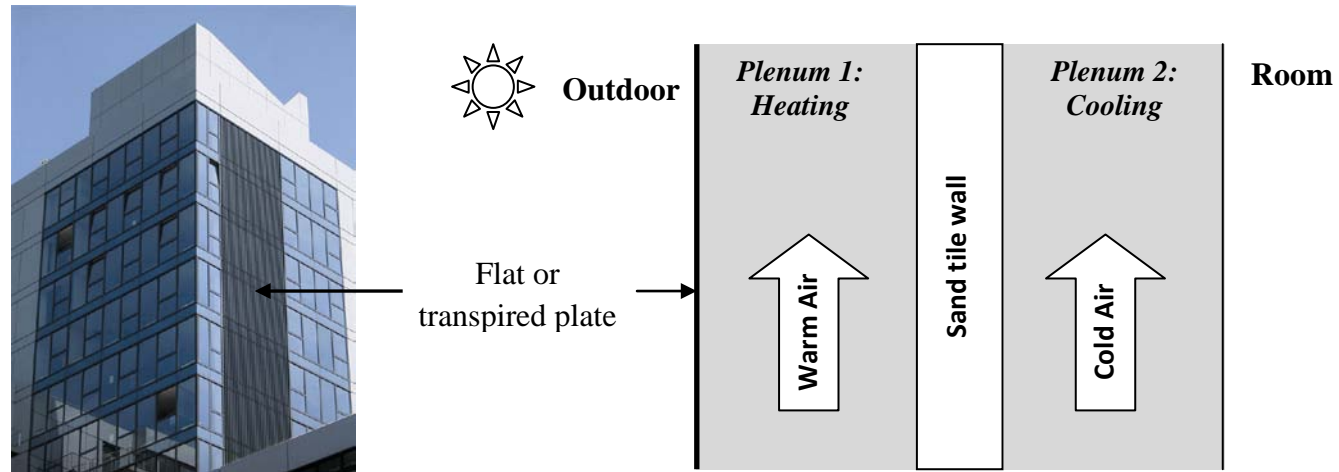 Outdoor
Plenum 1:
Heating
Plenum 2:
Cooling
Room
Flat or
transpired plate
Warm Air
Sand tile wall
Cold Air